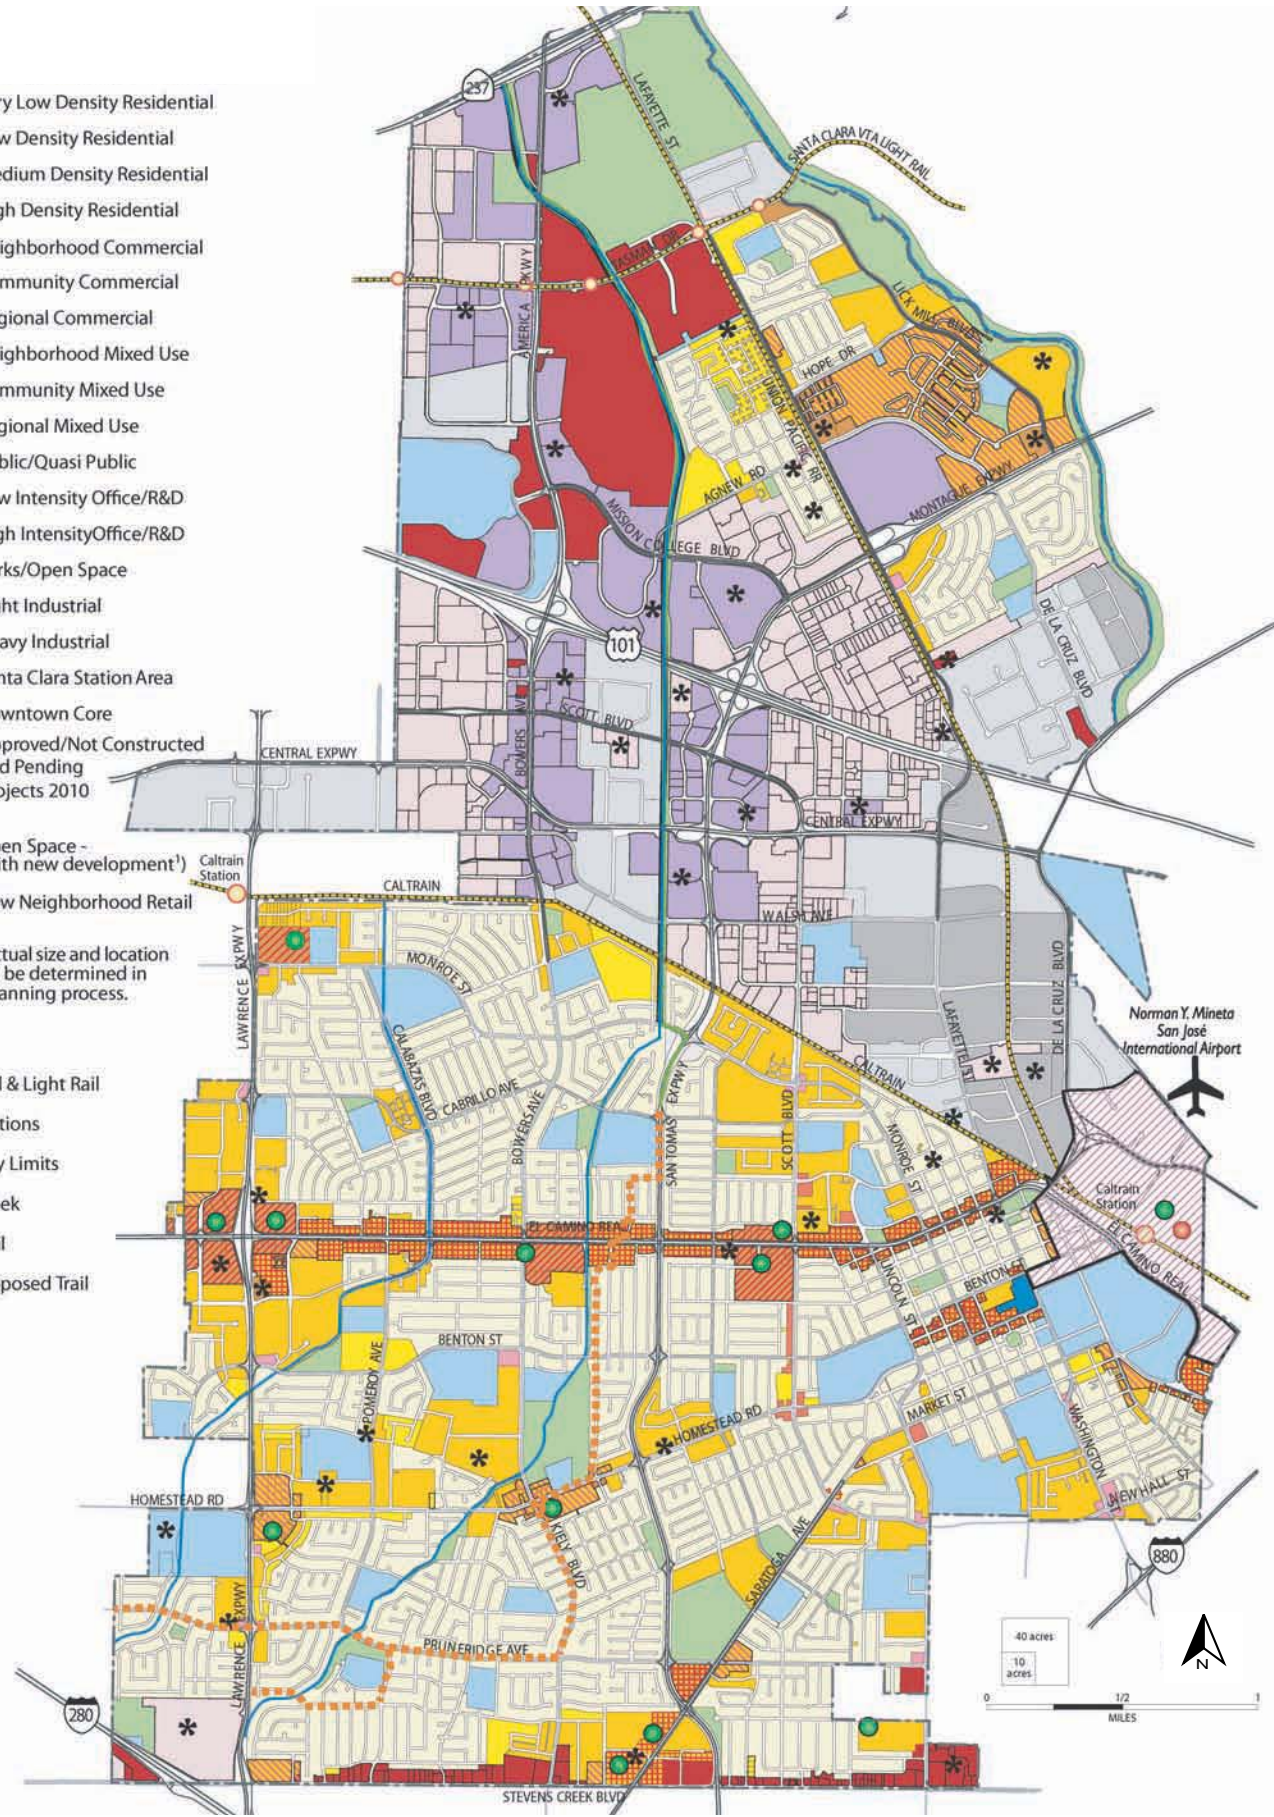 ry Low Density Residential
w Density Residential
edium Density Residential
gh Density Residential
ighborhood Commercial
mmunity Commercial
gional Commercial
ighborhood Mixed Use
mmunity Mixed Use
gional Mixed Use
blic/Quasi Public
w Intensity Office/R&D
gh IntensityOffice/R&D
rks/Open Space
ght Industrial
avy Industrial
nta Clara Station Area
owntown Core
pproved/Not Constructed
d Pending
ojects 2010
en Space -
ith new development¹)
w Neighborhood Retail
ctual size and location
be determined in
anning process.
l & Light Rail
tions
y Limits
ek
il
posed Trail
237
LAFAYETTE ST
SANTA CLARA VTA LIGHT RAIL
TASMAN DR
AMERICA PKWY
LICK MILL BLVD
HOPE DR
UNION PACIFIC RR
AGNEW RD
MONTAGUE EXPWY
MISSION COLLEGE BLVD
101
DE LA CRUZ BLVD
SCOTT BLVD
BOWERS AVE
CENTRAL EXPWY
CENTRAL EXPWY
Caltrain
Station
CALTRAIN
WALSH AVE
LAWRENCE EXPWY
MONROE ST
CALABAZAS BLVD
CABRILLO AVE
BOWERS AVE
SAN TOMAS EXPWY
SCOTT BLVD
CALTRAIN
LAFAYETTE ST
DE LA CRUZ BLVD
MONROE ST
Norman Y. Mineta
San José
International Airport
Caltrain
Station
EL CAMINO REAL
EL CAMINO REAL
LINCOLN ST
BENTON ST
BENTON ST
POMEROY AVE
HOMESTEAD RD
MARKET ST
WASHINGTON ST
NEWHALL ST
HOMESTEAD RD
KIELY BLVD
SARATOGA AVE
880
LAWRENCE EXPWY
PRUNERIDGE AVE
280
STEVENS CREEK BLVD
40 acres
10
acres
N
0
1/2
1
MILES